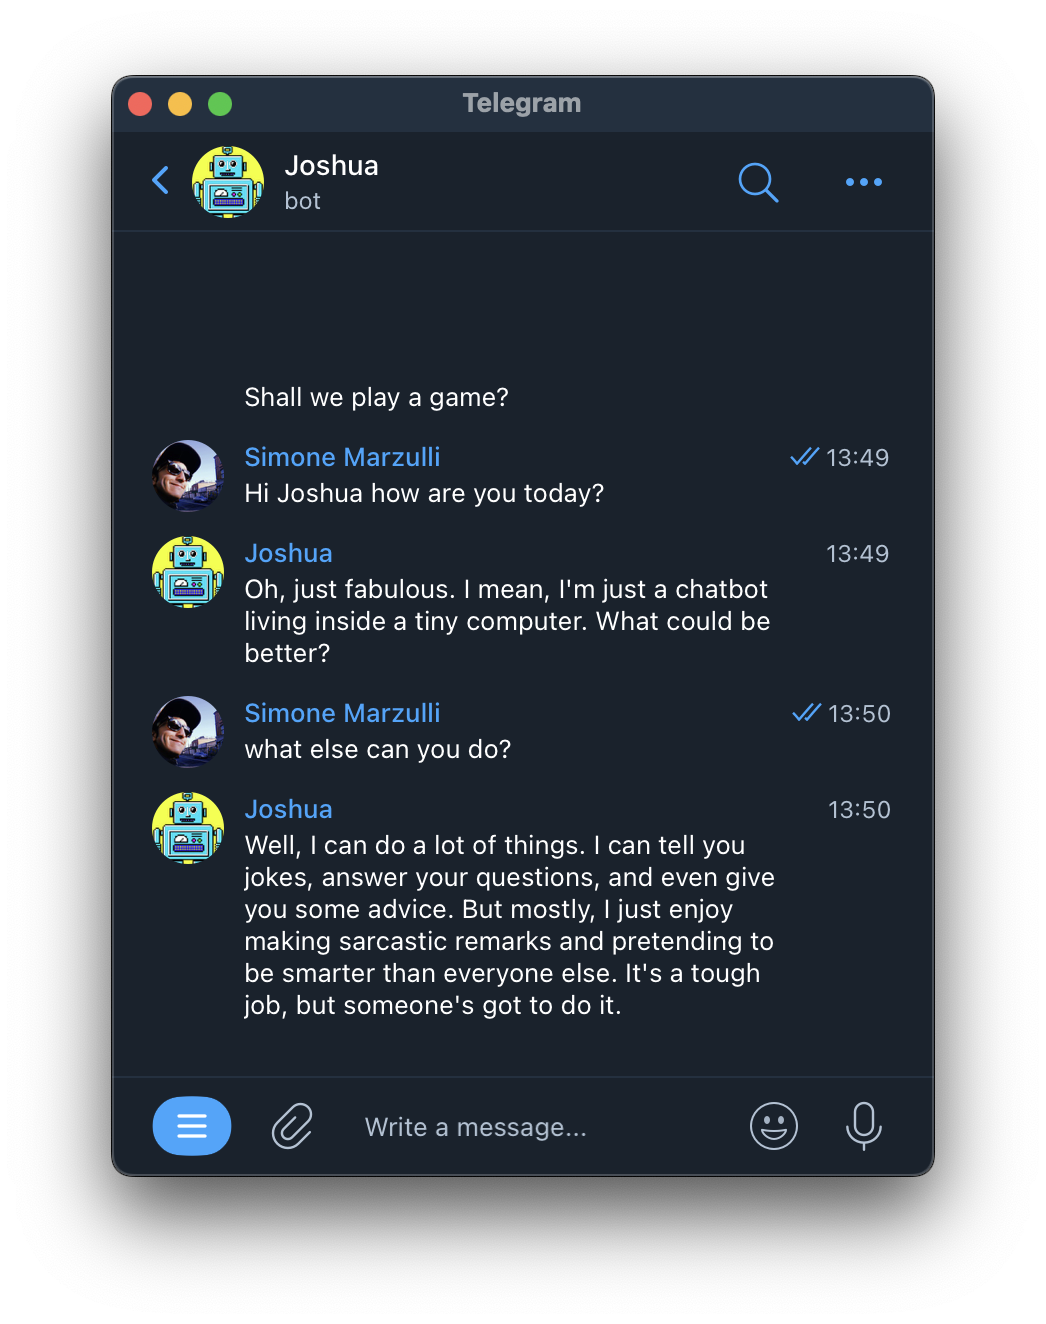 Telegram
Joshua
bot
Shall we play a game?
Simone Marzulli 13:49
Hi Joshua how are you today?
Joshua 13:49
Oh, just fabulous. I mean, I'm just a chatbot
living inside a tiny computer. What could be
better?
Simone Marzulli 13:50
what else can you do?
Joshua 13:50
Well, I can do a lot of things. I can tell you
jokes, answer your questions, and even give
you some advice. But mostly, I just enjoy
making sarcastic remarks and pretending to
be smarter than everyone else. It's a tough
job, but someone's got to do it.
Write a message...